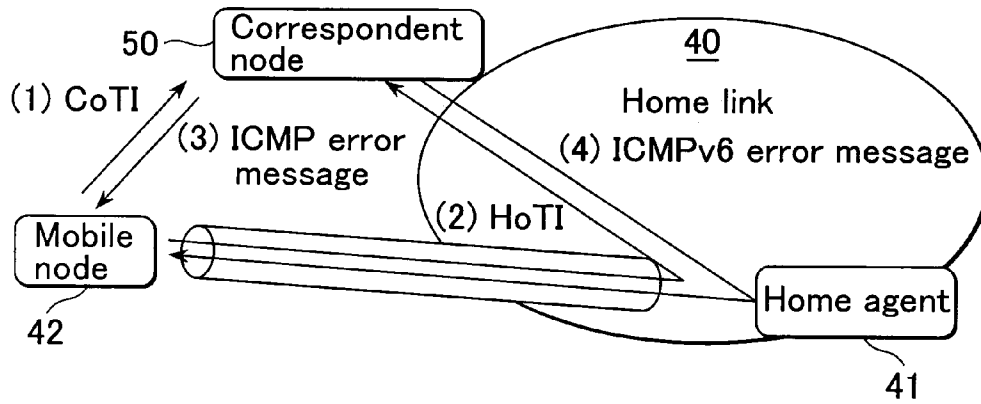 50
Correspondent
node
40
(1) CoTI
Home link
(3) ICMP error
message
(4) ICMPv6 error message
(2) HoTI
Mobile
node
42
Home agent
41